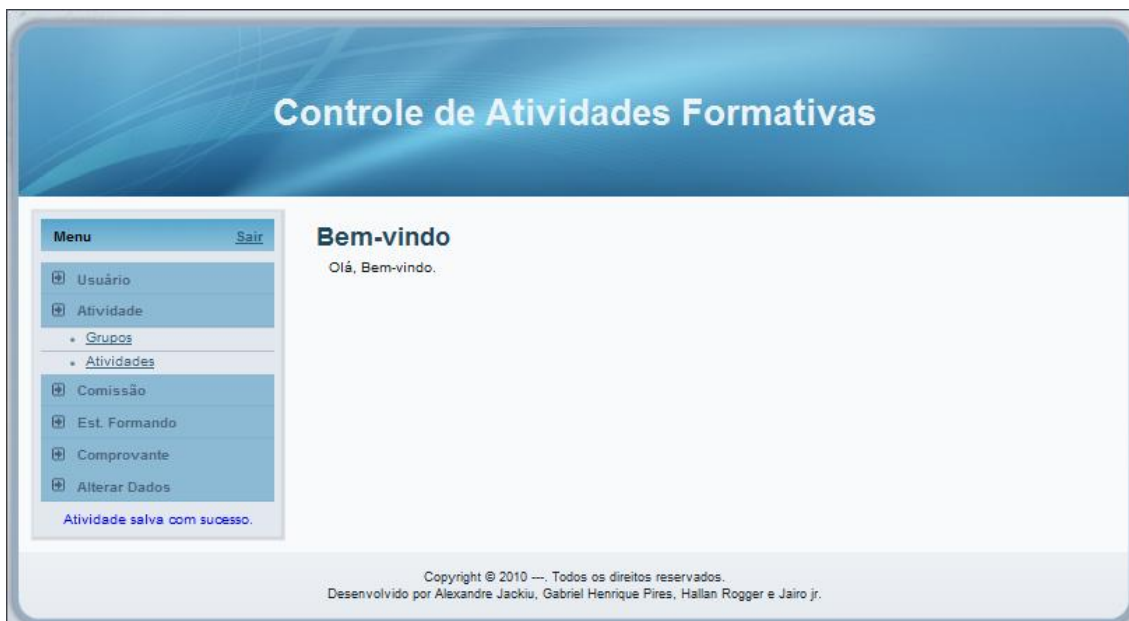 Controle de Atividades Formativas
Menu Sair
Usuário
Atividade
Grupos
Atividades
Comissão
Est. Formando
Comprovante
Alterar Dados
Atividade salva com sucesso.
Bem-vindo
Olá, Bem-vindo.
Copyright © 2010 ---. Todos os direitos reservados.
Desenvolvido por Alexandre Jackiu, Gabriel Henrique Pires, Hallan Rogger e Jairo jr.